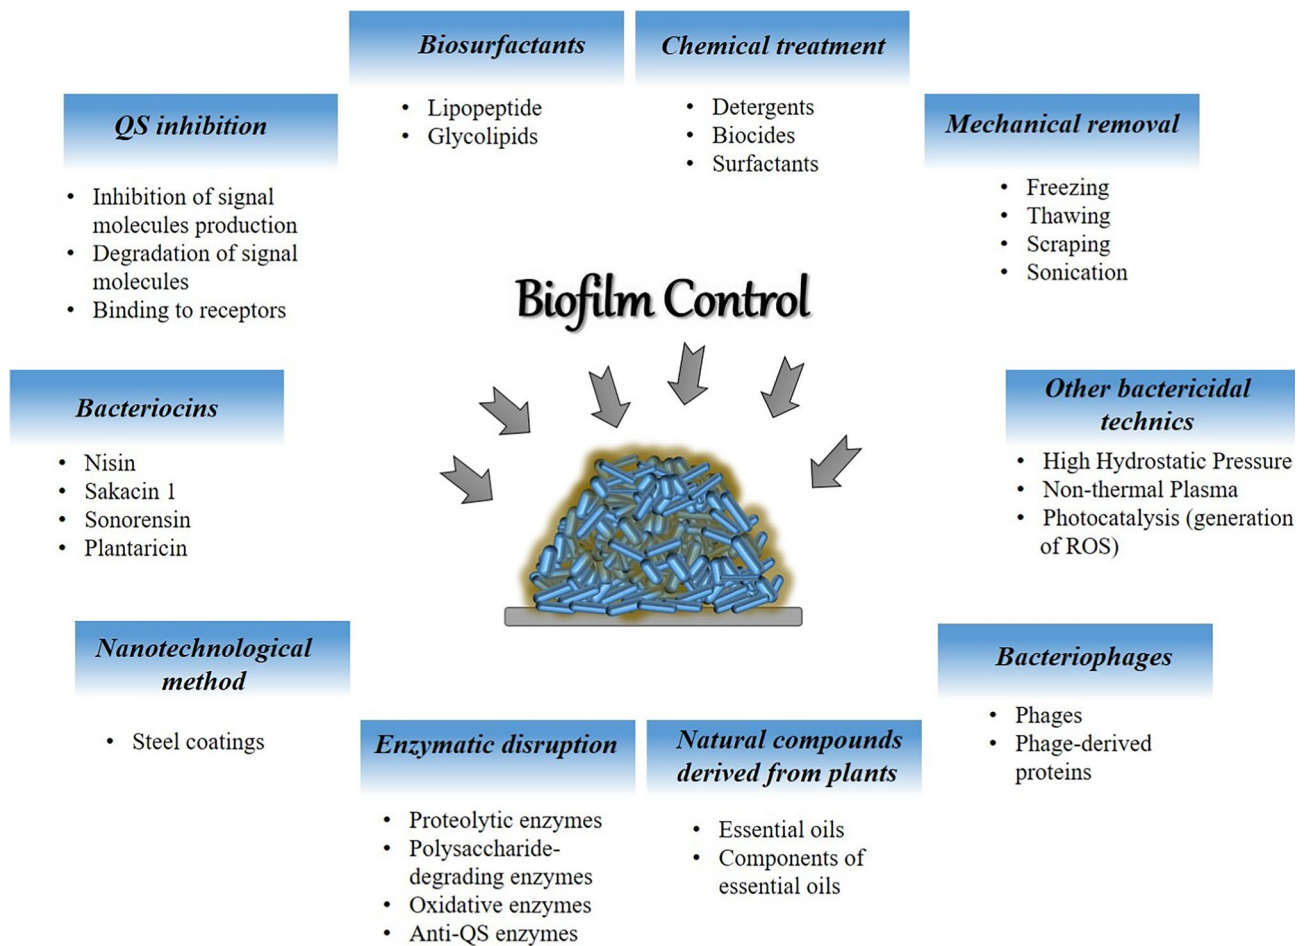 Biosurfactants
• Lipopeptide
• Glycolipids
Chemical treatment
• Detergents
• Biocides
• Surfactants
QS inhibition
• Inhibition of signal
molecules production
• Degradation of signal
molecules
• Binding to receptors
Mechanical removal
• Freezing
• Thawing
• Scraping
• Sonication
Biofilm Control
Bacteriocins
• Nisin
• Sakacin 1
• Sonorensin
• Plantaricin
Other bactericidal
technics
• High Hydrostatic Pressure
• Non-thermal Plasma
• Photocatalysis (generation
of ROS)
Nanotechnological
method
• Steel coatings
Bacteriophages
• Phages
• Phage-derived
proteins
Enzymatic disruption
• Proteolytic enzymes
• Polysaccharide-
degrading enzymes
• Oxidative enzymes
• Anti-QS enzymes
Natural compounds
derived from plants
• Essential oils
• Components of
essential oils